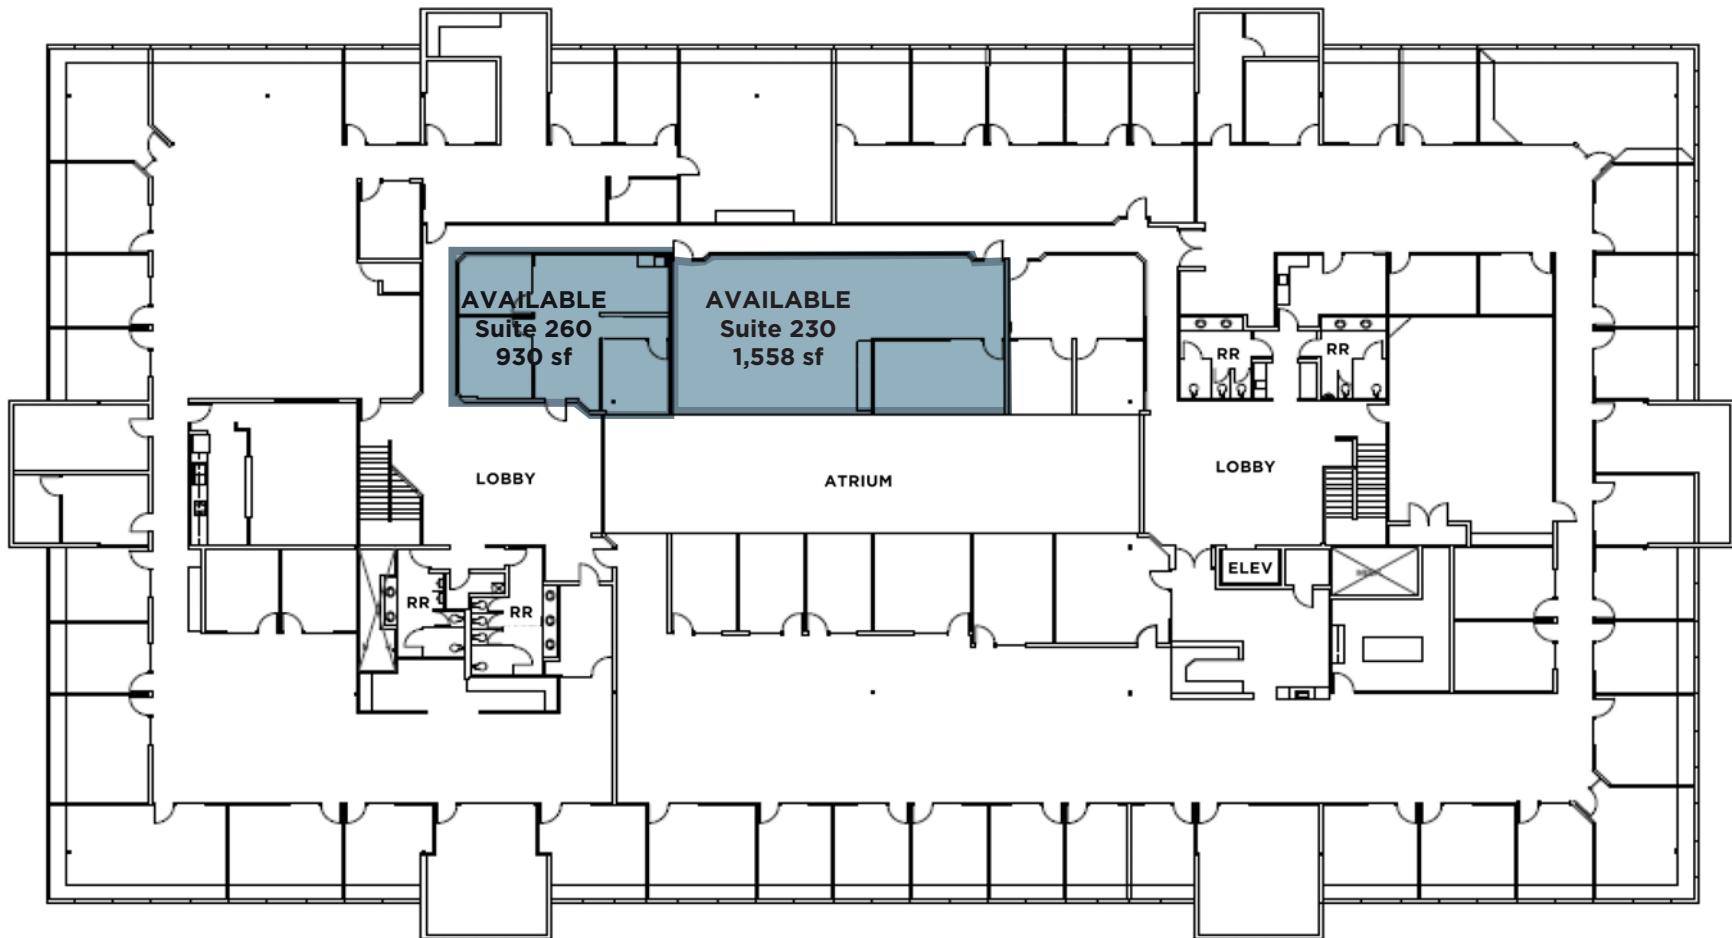 AVAILABLE
Suite 260
930 sf
AVAILABLE
Suite 230
1,558 sf
RR
RR
LOBBY
ATRIUM
LOBBY
ELEV
RR
RR